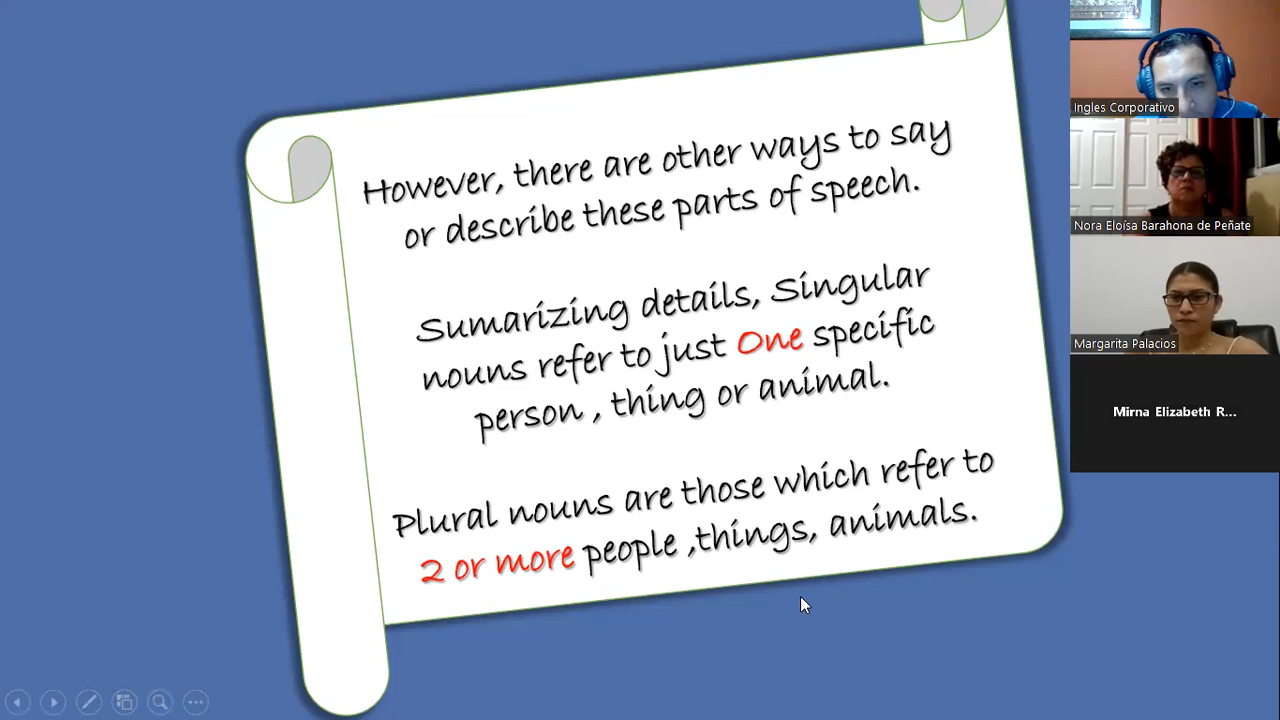 However, there are other ways to say
or describe these parts of speech.
Sumarizing details, Singular
nouns refer to just One specific
person , thing or animal.
Plural nouns are those which refer to
2 or more people ,things, animals.
Ingles Corporativo
Nora Eloísa Barahona de Peñate
Margarita Palacios
Mirna Elizabeth R...